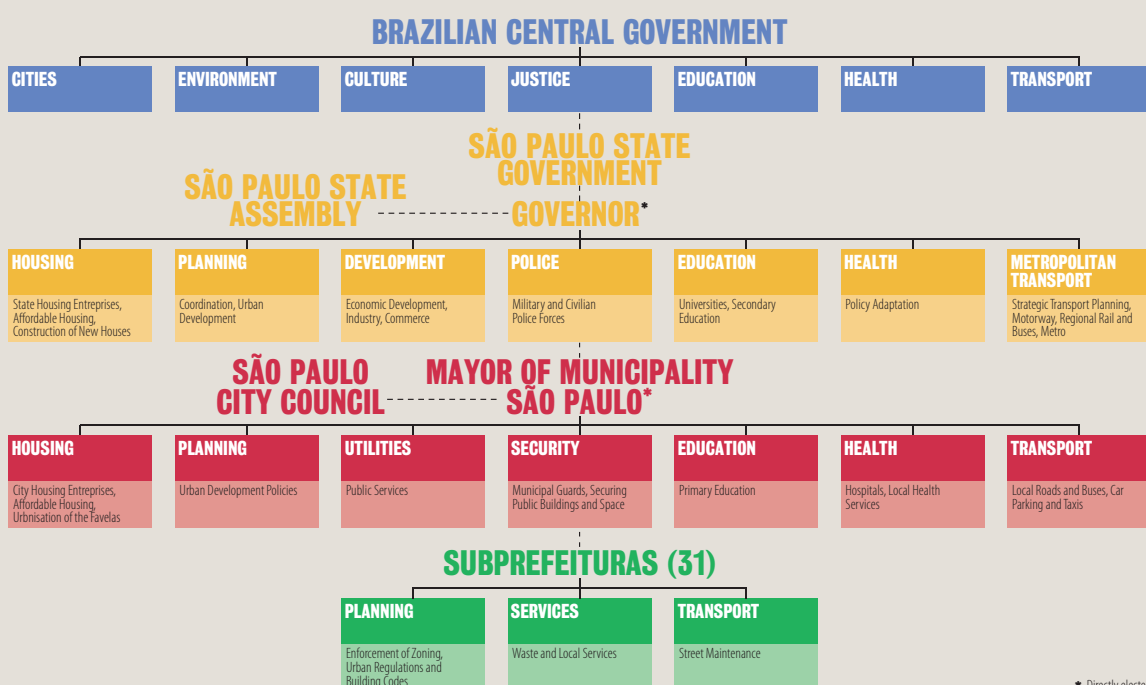 BRAZILIAN CENTRAL GOVERNMENT
CITIES
ENVIRONMENT
CULTURE
JUSTICE
EDUCATION
HEALTH
TRANSPORT
SÃO PAULO STATE
GOVERNMENT
SÃO PAULO STATE
ASSEMBLY
GOVERNOR*
HOUSING
State Housing Entreprises,
Affordable Housing,
Construction of New Houses
PLANNING
Coordination, Urban
Development
DEVELOPMENT
Economic Development,
Industry, Commerce
POLICE
Military and Civilian
Police Forces
EDUCATION
Universities, Secondary
Education
HEALTH
Policy Adaptation
METROPOLITAN
TRANSPORT
Strategic Transport Planning,
Motorway, Regional Rail and
Buses, Metro
SÃO PAULO
CITY COUNCIL
MAYOR OF MUNICIPALITY
SÃO PAULO*
HOUSING
City Housing Entreprises,
Affordable Housing,
Urbnisation of the Favelas
PLANNING
Urban Development Policies
UTILITIES
Public Services
SECURITY
Municipal Guards, Securing
Public Buildings and Space
EDUCATION
Primary Education
HEALTH
Hospitals, Local Health
Services
TRANSPORT
Local Roads and Buses, Car
Parking and Taxis
SUBPREFEITURAS (31)
PLANNING
Enforcement of Zoning,
Urban Regulations and
Building Codes
SERVICES
Waste and Local Services
TRANSPORT
Street Maintenance
* Directly